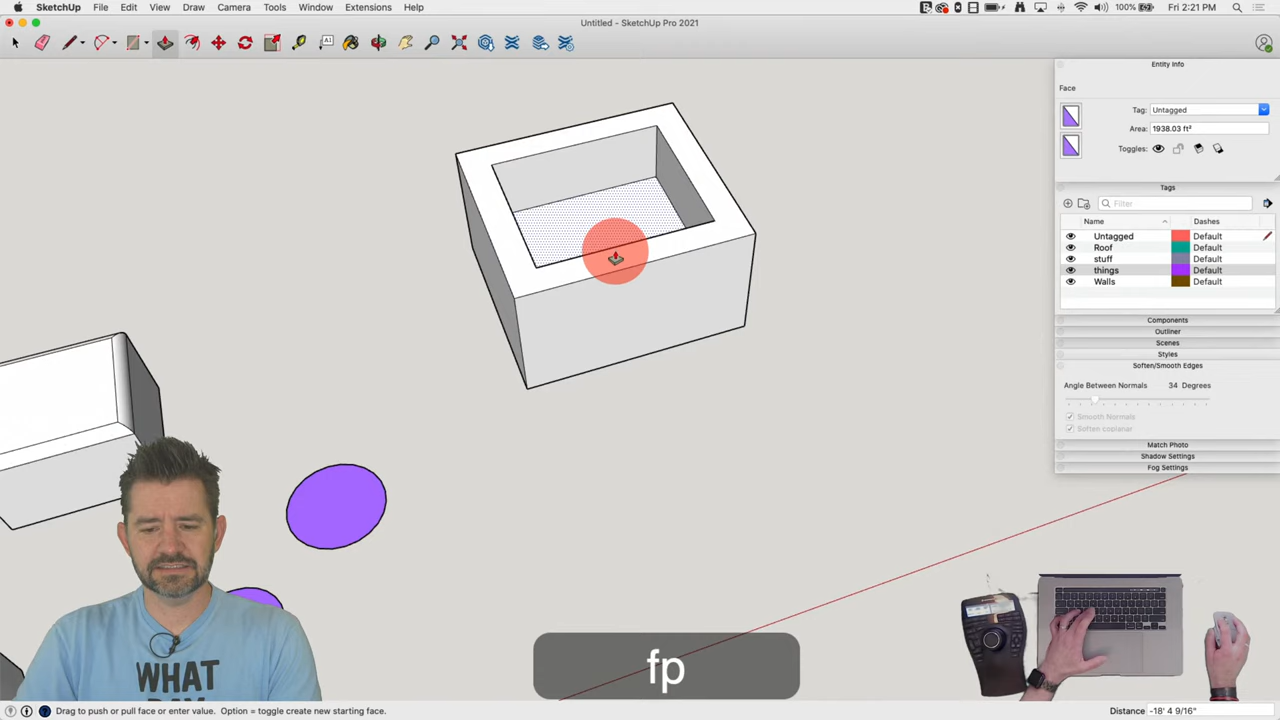 SketchUp File Edit View Draw Camera Tools Window Extensions Help 100% Fri 2:21 PM
Untitled - SketchUp Pro 2021
A1
Entity Info
Face
Tag: Untagged
Area: 1938.03 ft²
Toggles:
Tags
Filter
Name Dashes
Untagged Default
Roof Default
stuff Default
things Default
Walls Default
Components
Outliner
Scenes
Styles
Soften/Smooth Edges
Angle Between Normals 34 Degrees
Smooth Normals
Soften coplanar
Match Photo
Shadow Settings
Fog Settings
WHAT
DAY
fp
Drag to push or pull face or enter value. Option = toggle create new starting face.
Distance -18' 4 9/16"